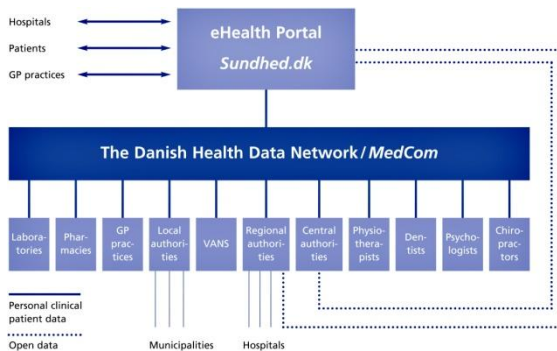 Hospitals
Patients
GP practices
eHealth Portal
Sundhed.dk
The Danish Health Data Network/MedCom
Labora-
tories
Phar-
macies
GP
prac-
tices
Local
authori-
ties
VANS
Regional
authori-
ties
Central
authori-
ties
Physio-
thera-
pists
Den-
tists
Psycho-
logists
Chiro-
practors
Personal clinical
patient data
Open data
Municipalities
Hospitals